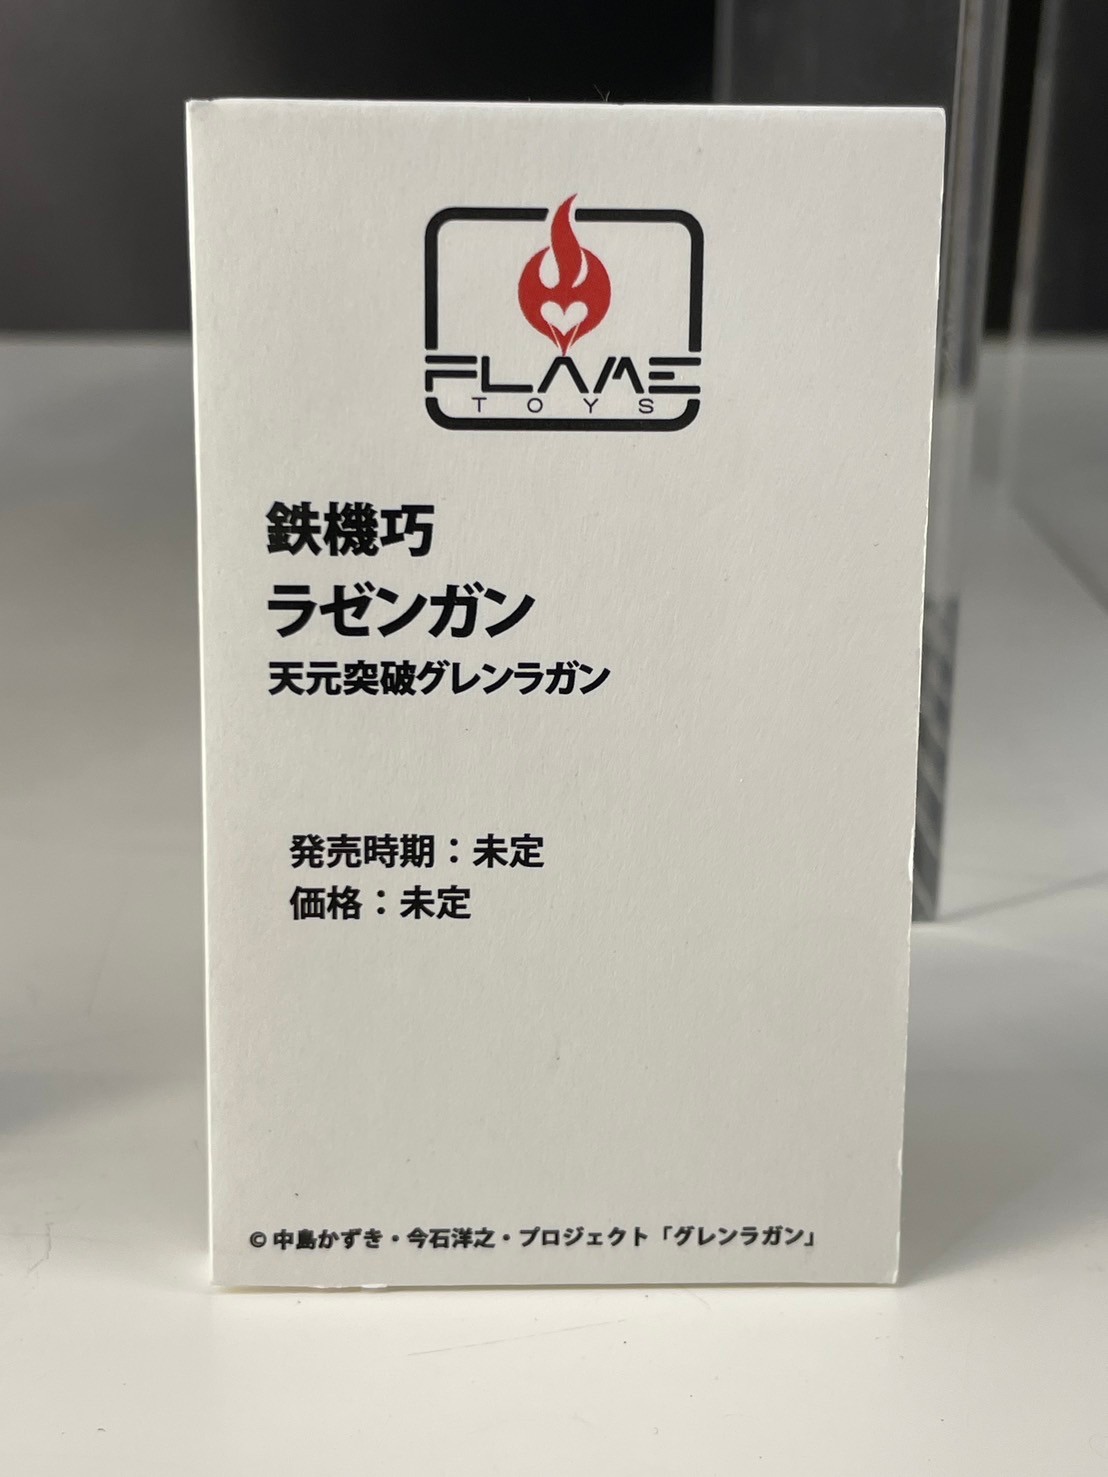 FLAME
TOYS
鉄機巧
ラゼンガン
天元突破グレンラガン
発売時期：未定
価格：未定
©中島かずき・今石洋之・プロジェクト「グレンラガン」